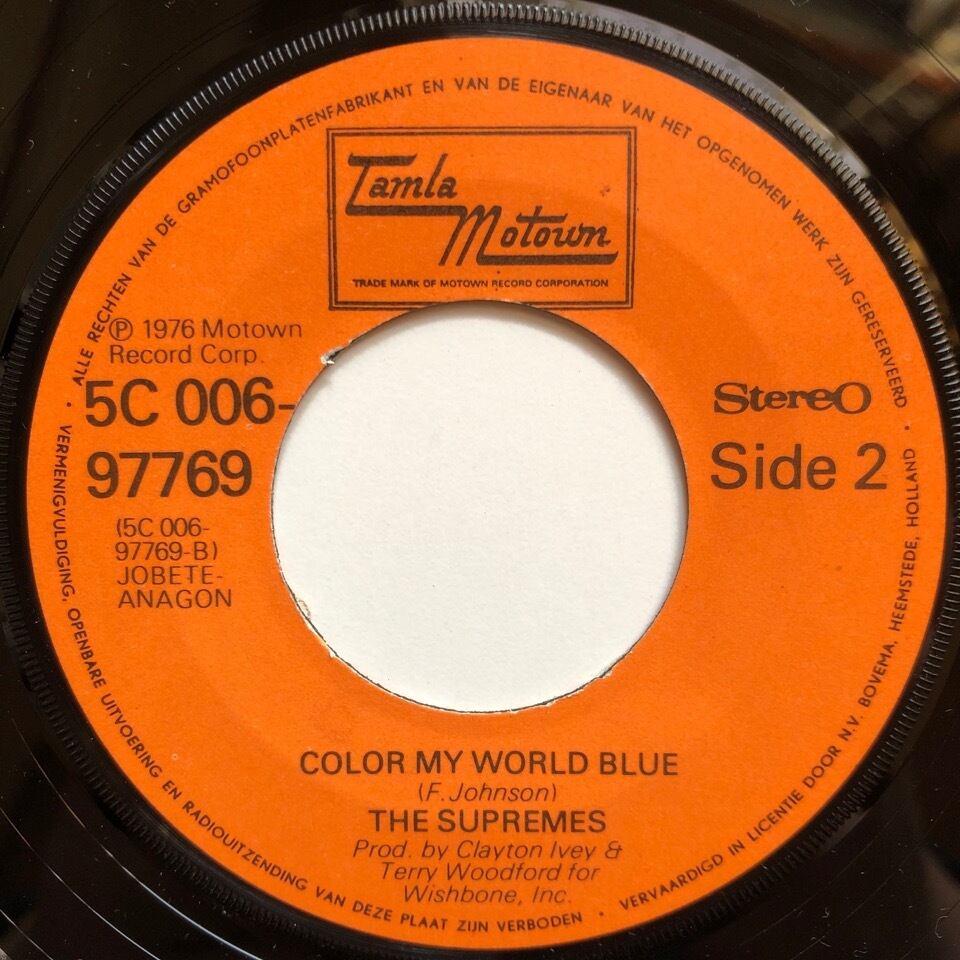 ALLE RECHTEN VAN DE GRAMOFOONPLATENFABRIKANT EN VAN DE EIGENAAR VAN HET OPGENOMEN WERK ZIJN GERESERVEERD ·
Tamla
Motown
TRADE MARK OF MOTOWN RECORD CORPORATION
℗ 1976 Motown
Record Corp.
5C 006-
97769
(5C 006-
97769-B)
JOBETE-
ANAGON
Stereo
Side 2
COLOR MY WORLD BLUE
(F. Johnson)
THE SUPREMES
Prod. by Clayton Ivey &
Terry Woodford for
Wishbone, Inc.
· VERMENIGVULDIGING, OPENBARE UITVOERING EN RADIOUITZENDING VAN DEZE PLAAT ZIJN VERBODEN · VERVAARDIGD IN LICENTIE DOOR N.V. BOVEMA, HEEMSTEDE, HOLLAND